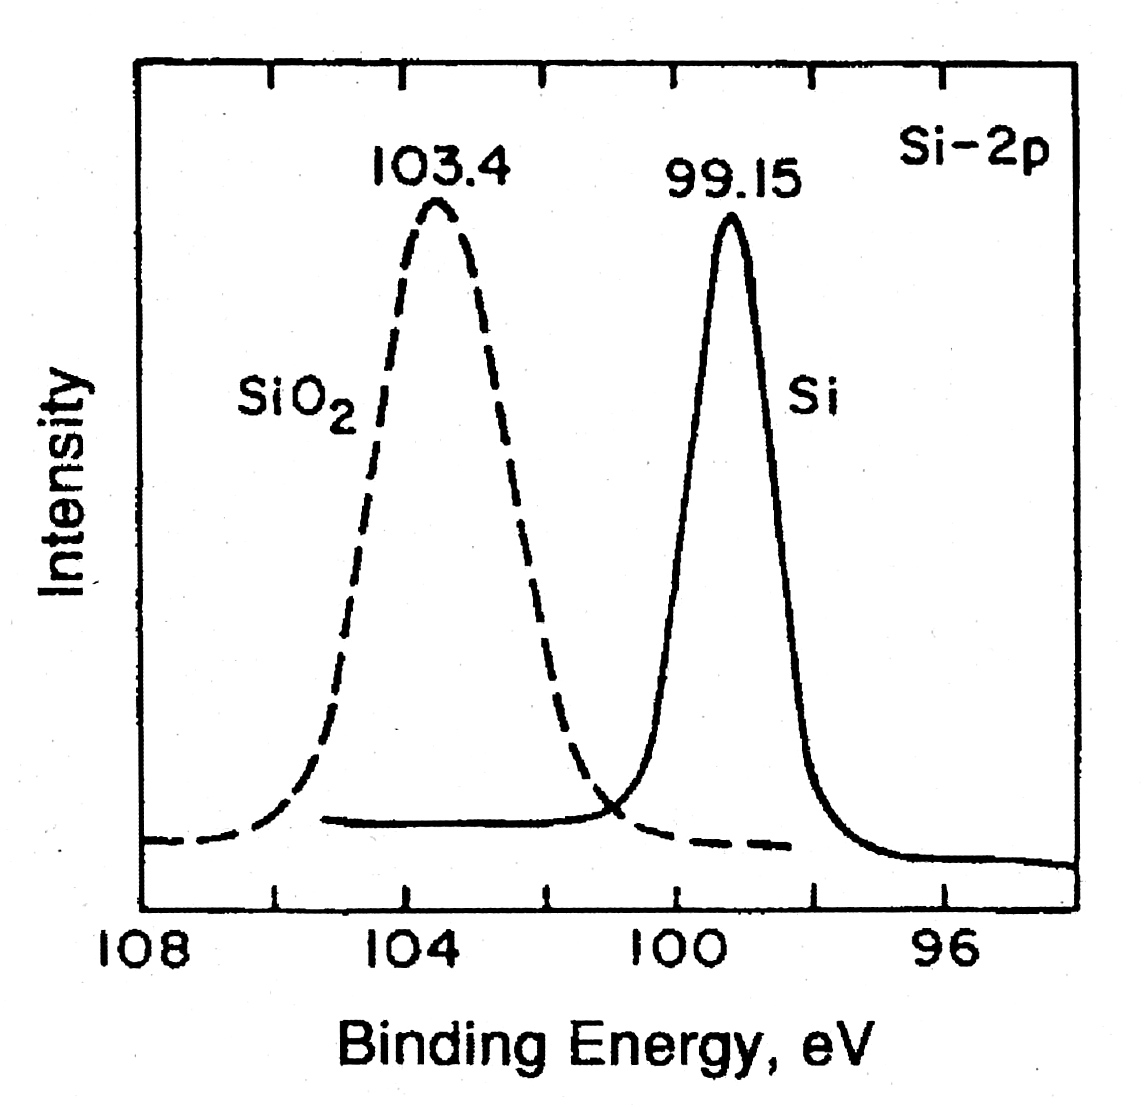 Si-2p
103.4
99.15
SiO₂
Si
Intensity
108
104
100
96
Binding Energy, eV